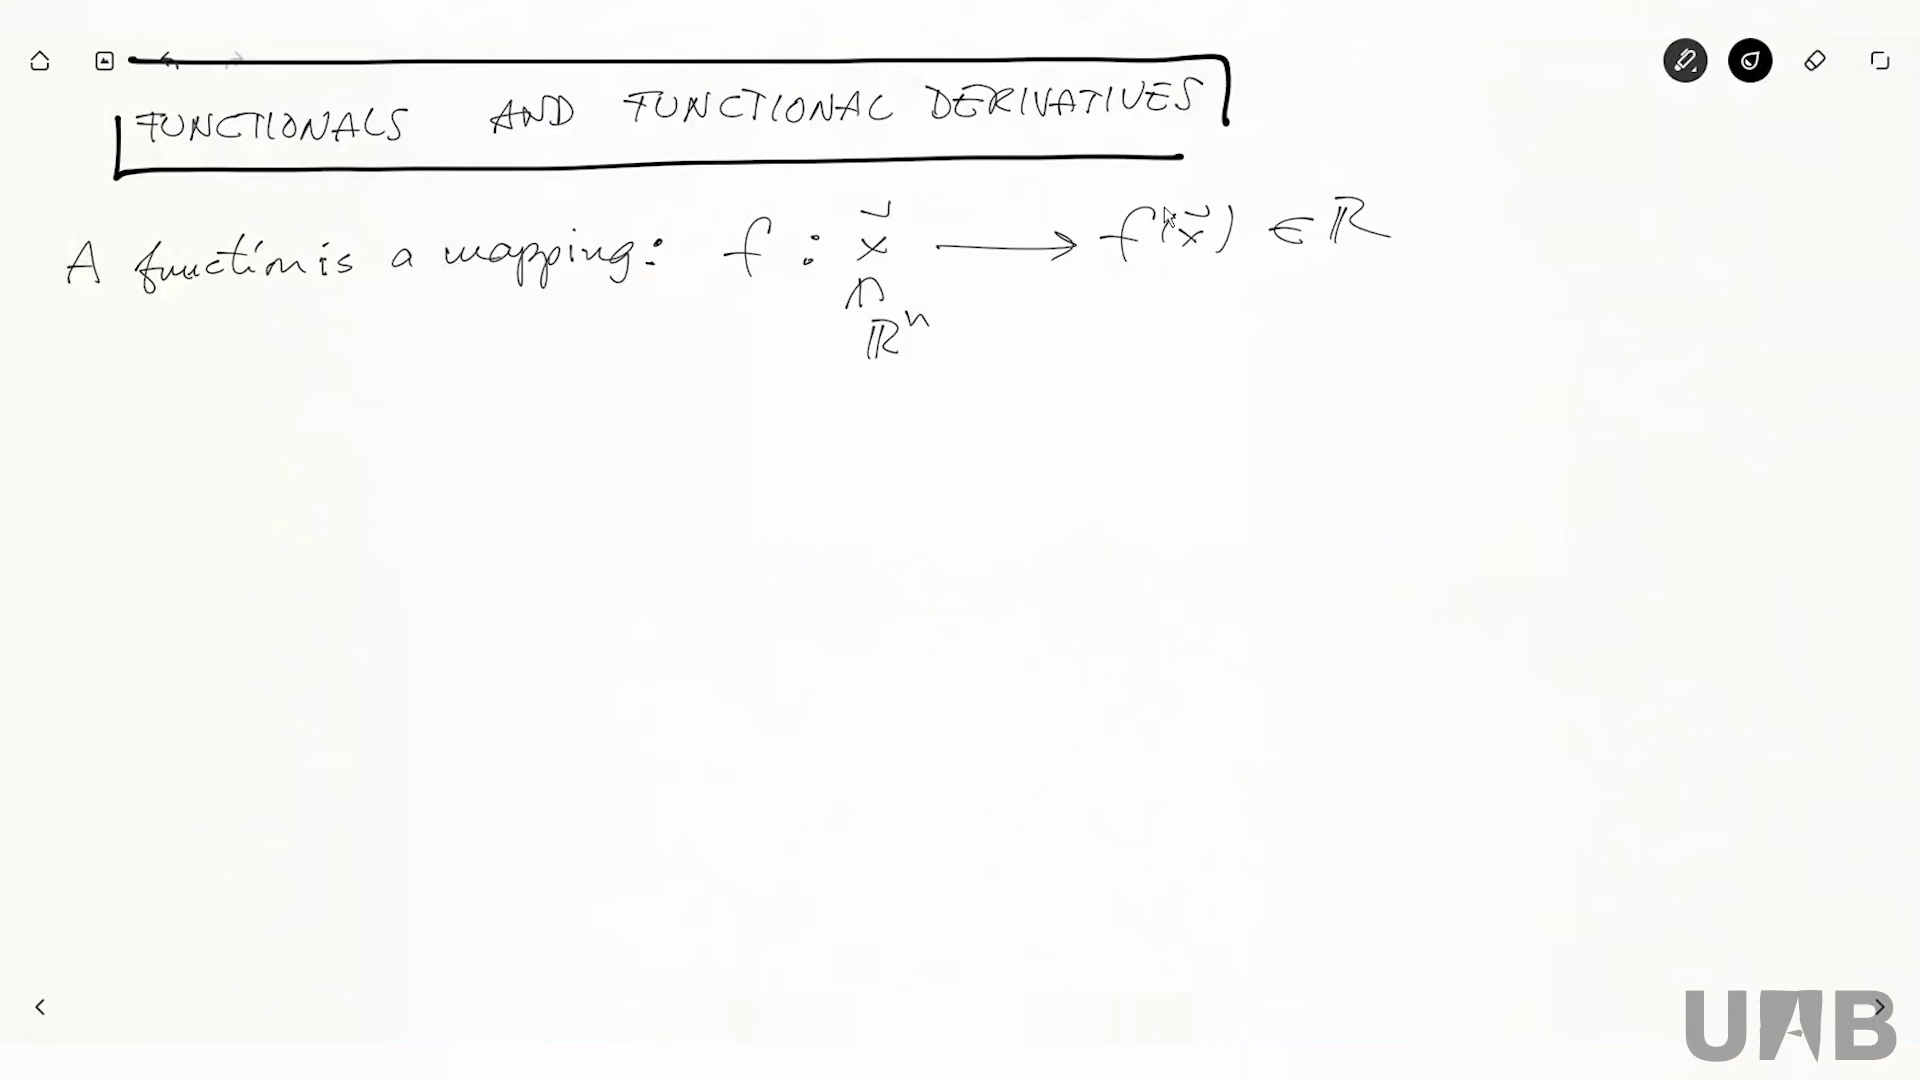 FUNCTIONALS AND FUNCTIONAL DERIVATIVES
A function is a mapping: f : x⃗ ⟶ f(x⃗) ∈ ℝ
∩
ℝⁿ
UAB